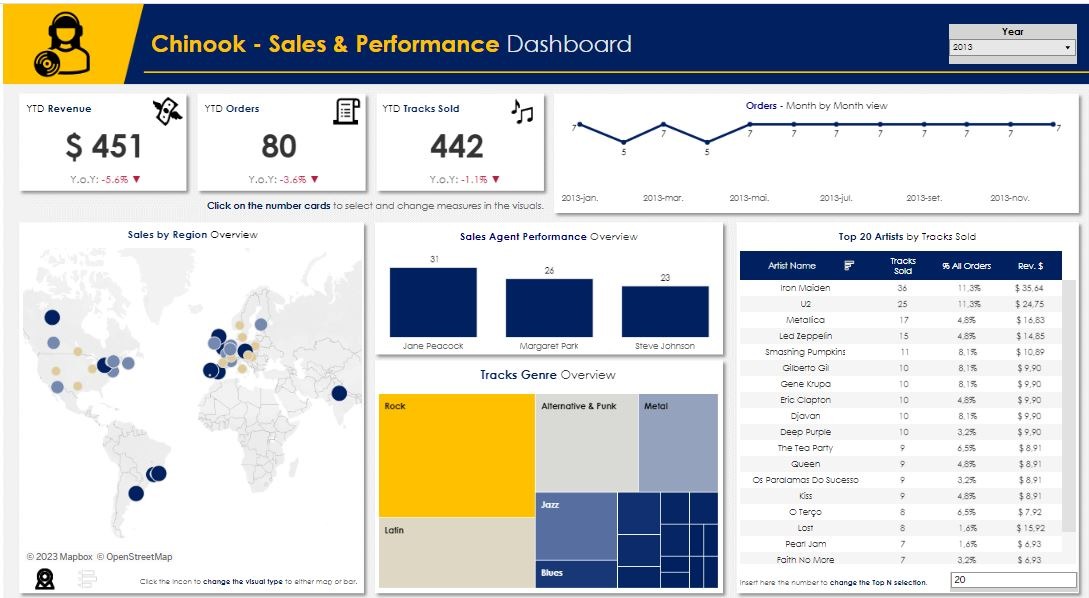 Chinook - Sales & Performance Dashboard
Year
2013
YTD Revenue
$ 451
Y.o.Y: -5.6% ▼
YTD Orders
80
Y.o.Y: -3.6% ▼
YTD Tracks Sold
442
Y.o.Y: -1.1% ▼
Click on the number cards to select and change measures in the visuals.
Orders - Month by Month view
7 5 7 5 7 7 7 7 7 7 7 7
2013-jan. 2013-mar. 2013-mai. 2013-jul. 2013-set. 2013-nov.
Sales by Region Overview
© 2023 Mapbox © OpenStreetMap
Click the incon to change the visual type to either map or bar.
Sales Agent Performance Overview
31 26 23
Jane Peacock Margaret Park Steve Johnson
Tracks Genre Overview
Rock
Alternative & Punk
Metal
Latin
Jazz
Blues
Top 20 Artists by Tracks Sold
Artist Name Tracks Sold % All Orders Rev. $
Iron Maiden 36 11,3% $ 35,64
U2 25 11,3% $ 24,75
Metallica 17 4,8% $ 16,83
Led Zeppelin 15 4,8% $ 14,85
Smashing Pumpkins 11 8,1% $ 10,89
Gilberto Gil 10 8,1% $ 9,90
Gene Krupa 10 8,1% $ 9,90
Eric Clapton 10 4,8% $ 9,90
Djavan 10 8,1% $ 9,90
Deep Purple 10 3,2% $ 9,90
The Tea Party 9 6,5% $ 8,91
Queen 9 4,8% $ 8,91
Os Paralamas Do Sucesso 9 3,2% $ 8,91
Kiss 9 4,8% $ 8,91
O Terço 8 6,5% $ 7,92
Lost 8 1,6% $ 15,92
Pearl Jam 7 1,6% $ 6,93
Faith No More 7 3,2% $ 6,93
Insert here the number to change the Top N selection.
20